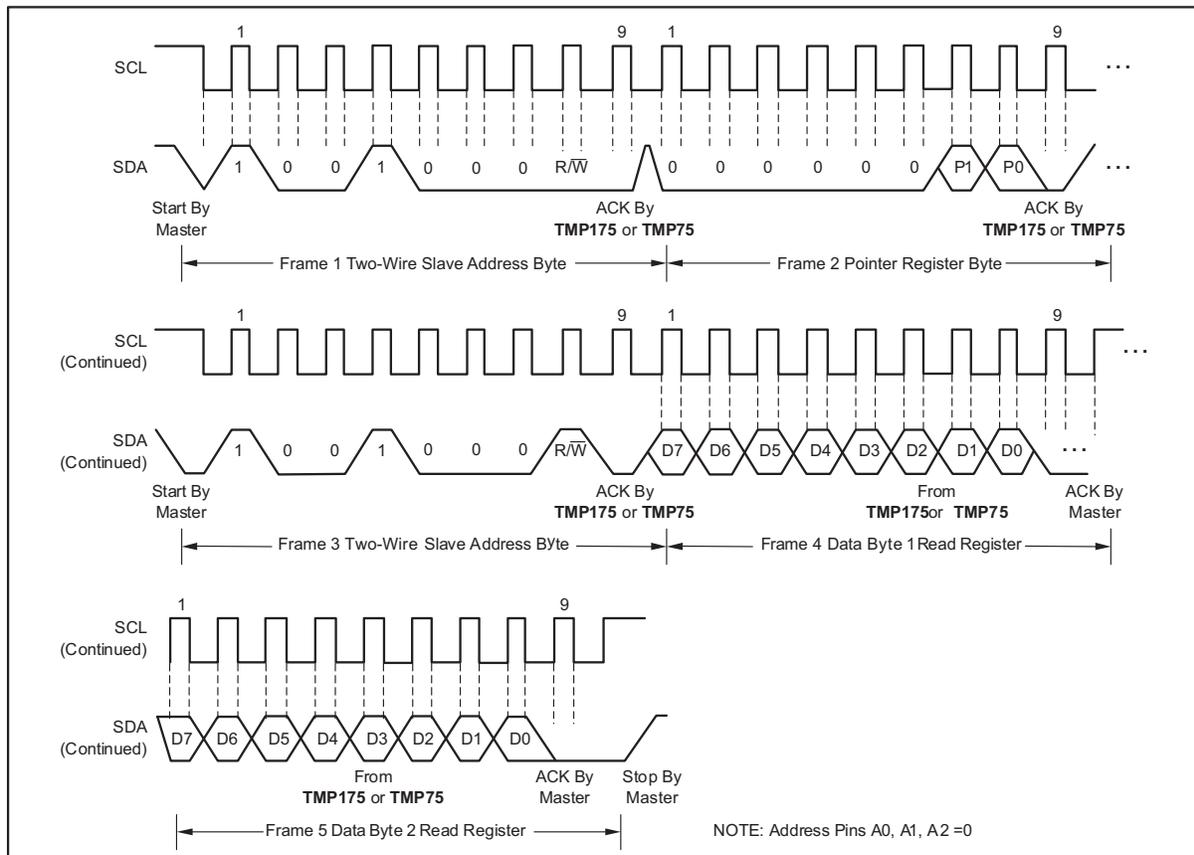 1 9 1 9
SCL ...
SDA 1 0 0 1 0 0 0 R/W̅ 0 0 0 0 0 0 P1 P0 ...
Start By Master
ACK By TMP175 or TMP75
ACK By TMP175 or TMP75
Frame 1 Two-Wire Slave Address Byte
Frame 2 Pointer Register Byte
1 9 1 9
SCL (Continued) ...
SDA (Continued) 1 0 0 1 0 0 0 R/W̅ D7 D6 D5 D4 D3 D2 D1 D0 ...
Start By Master
ACK By TMP175 or TMP75
From TMP175or TMP75
ACK By Master
Frame 3 Two-Wire Slave Address Byte
Frame 4 Data Byte 1 Read Register
1 9
SCL (Continued)
SDA (Continued) D7 D6 D5 D4 D3 D2 D1 D0
From TMP175 or TMP75
ACK By Master
Stop By Master
Frame 5 Data Byte 2 Read Register
NOTE: Address Pins A0, A1, A2 =0